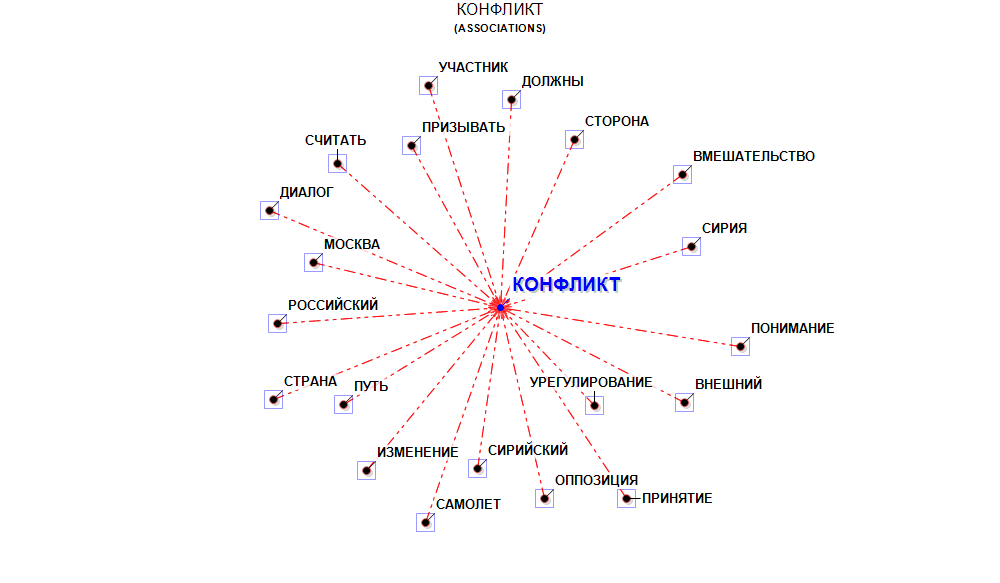 КОНФЛИКТ
(ASSOCIATIONS)
УЧАСТНИК
ДОЛЖНЫ
СТОРОНА
ПРИЗЫВАТЬ
СЧИТАТЬ
ВМЕШАТЕЛЬСТВО
ДИАЛОГ
СИРИЯ
МОСКВА
КОНФЛИКТ
РОССИЙСКИЙ
ПОНИМАНИЕ
СТРАНА
ПУТЬ
УРЕГУЛИРОВАНИЕ
ВНЕШНИЙ
ИЗМЕНЕНИЕ
СИРИЙСКИЙ
ОППОЗИЦИЯ
ПРИНЯТИЕ
САМОЛЕТ